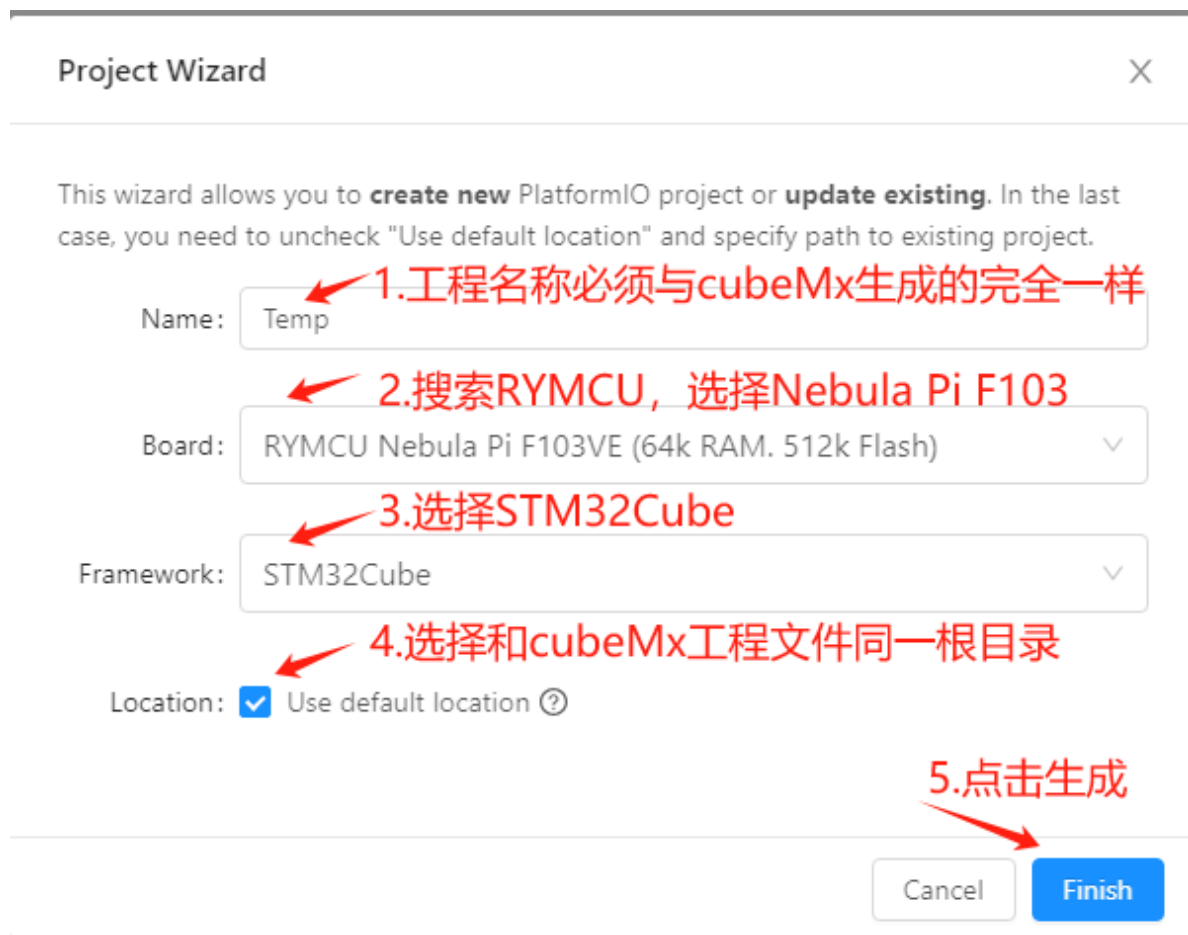 Project Wizard
This wizard allows you to create new PlatformIO project or update existing. In the last
case, you need to uncheck "Use default location" and specify path to existing project.
1.工程名称必须与cubeMx生成的完全一样
Name: Temp
2.搜索RYMCU，选择Nebula Pi F103
Board: RYMCU Nebula Pi F103VE (64k RAM. 512k Flash)
3.选择STM32Cube
Framework: STM32Cube
4.选择和cubeMx工程文件同一根目录
Location: Use default location ?
5.点击生成
Cancel Finish